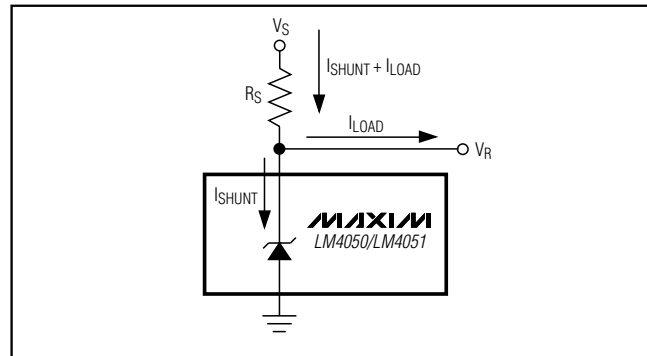 VS
ISHUNT + ILOAD
RS
ILOAD
VR
ISHUNT
MAXIM
LM4050/LM4051